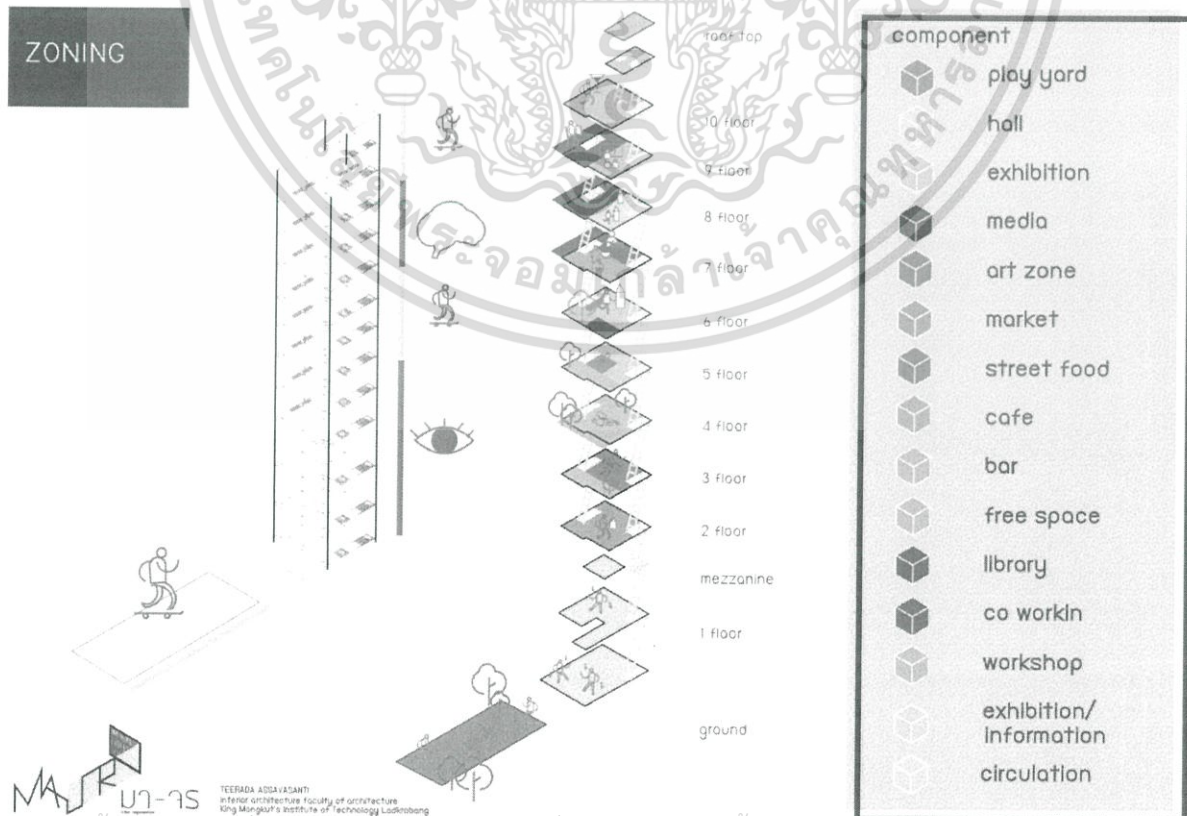 ZONING
roof top
10 floor
9 floor
8 floor
7 floor
6 floor
5 floor
4 floor
3 floor
2 floor
mezzanine
1 floor
ground
component
play yard
hall
exhibition
media
art zone
market
street food
cafe
bar
free space
library
co workin
workshop
exhibition/
information
circulation
TEERADA ASSAVASANTI
interior architecture faculty of architecture
King Mongkut's Institute of Technology Ladkrabang